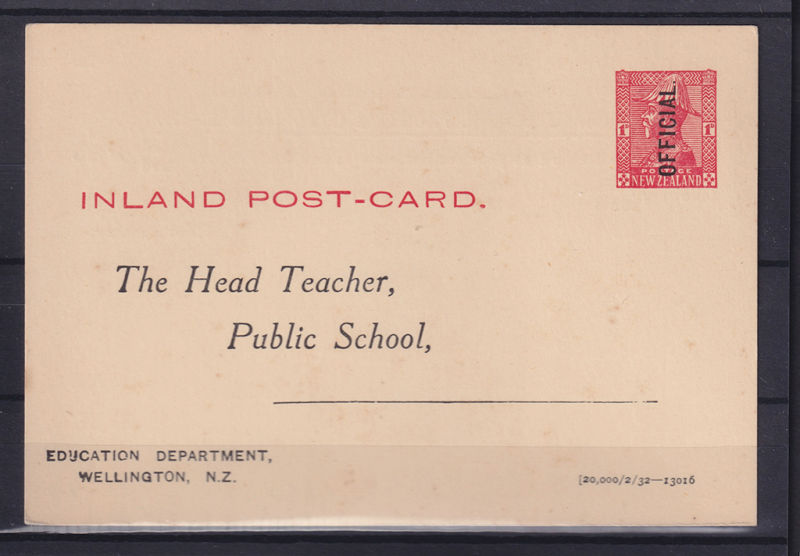 1ᴰ 1ᴰ
OFFICIAL.
POSTAGE
NEW ZEALAND
INLAND POST-CARD.
The Head Teacher,
Public School,
EDUCATION DEPARTMENT,
WELLINGTON, N.Z.
[20,000/2/32—13016